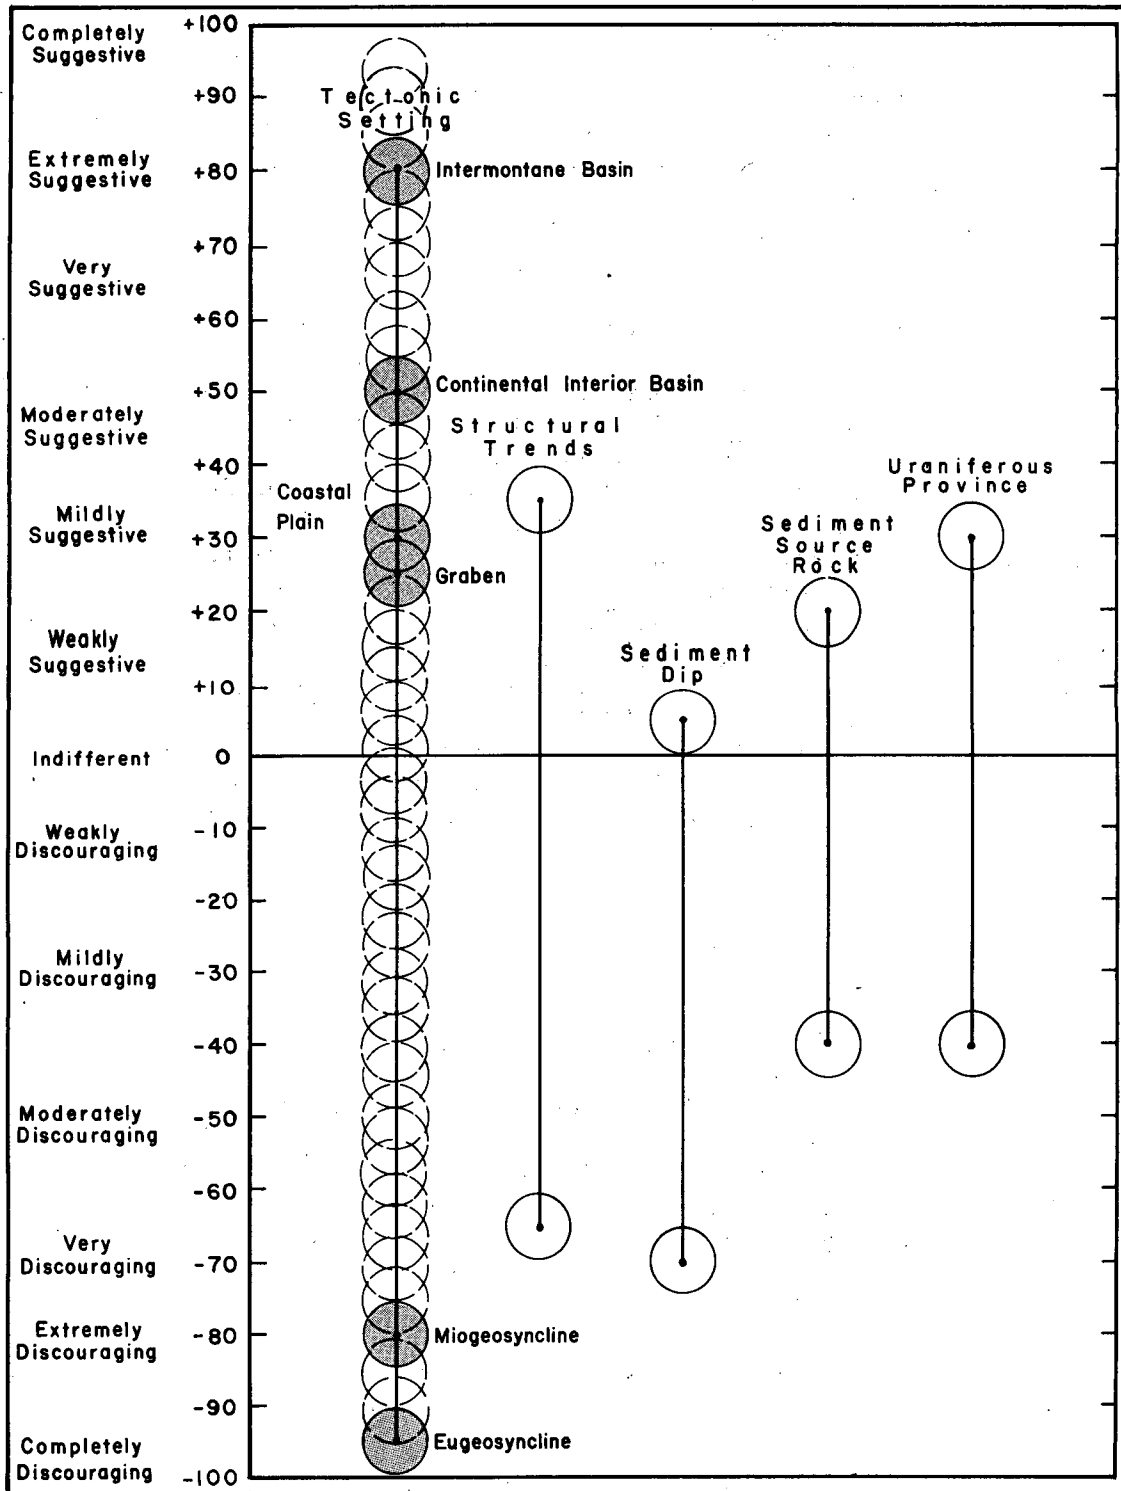 Completely
Suggestive
+100
+90
Tectonic
Setting
Extremely
Suggestive
+80
Intermontane Basin
+70
Very
Suggestive
+60
+50
Continental Interior Basin
Moderately
Suggestive
Structural
Trends
+40
Uraniferous
Province
Coastal
Plain
Mildly
Suggestive
+30
Sediment
Source
Rock
Graben
+20
Weakly
Suggestive
Sediment
Dip
+10
Indifferent
0
-10
Weakly
Discouraging
-20
Mildly
Discouraging
-30
-40
Moderately
Discouraging
-50
-60
Very
Discouraging
-70
Extremely
Discouraging
-80
Miogeosyncline
-90
Completely
Discouraging
Eugeosyncline
-100